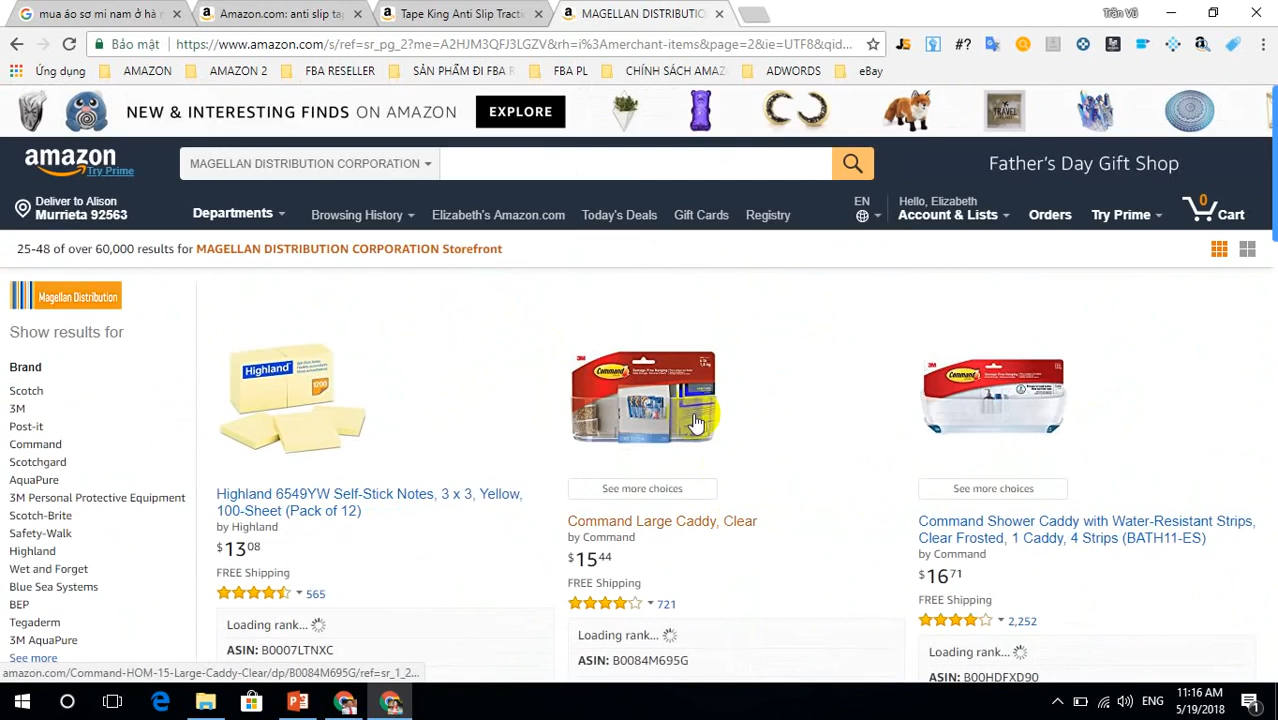 mua áo sơ mi nam ở hà n
Amazon.com: anti slip tap
Tape King Anti Slip Tracti
MAGELLAN DISTRIBUTIO
Trần Vũ
Bảo mật
https://www.amazon.com/s/ref=sr_pg_2?me=A2HJM3QFJ3LGZV&rh=i%3Amerchant-items&page=2&ie=UTF8&qid...
Ứng dụng
AMAZON
AMAZON 2
FBA RESELLER
SẢN PHẨM ĐI FBA R
FBA PL
CHÍNH SÁCH AMAZ
ADWORDS
eBay
NEW & INTERESTING FINDS ON AMAZON
EXPLORE
TRAVEL
amazon
Try Prime
MAGELLAN DISTRIBUTION CORPORATION
Father's Day Gift Shop
Deliver to Alison
Murrieta 92563
Departments
Browsing History
Elizabeth's Amazon.com
Today's Deals
Gift Cards
Registry
EN
Hello, Elizabeth
Account & Lists
Orders
Try Prime
0
Cart
25-48 of over 60,000 results for MAGELLAN DISTRIBUTION CORPORATION Storefront
Magellan Distribution
Show results for
Brand
Scotch
3M
Post-it
Command
Scotchgard
AquaPure
3M Personal Protective Equipment
Scotch-Brite
Safety-Walk
Highland
Wet and Forget
Blue Sea Systems
BEP
Tegaderm
3M AquaPure
See more
Highland
1200
Highland 6549YW Self-Stick Notes, 3 x 3, Yellow,
100-Sheet (Pack of 12)
by Highland
$13 08
FREE Shipping
565
Loading rank...
ASIN: B0007LTNXC
3M
Command
See more choices
Command Large Caddy, Clear
by Command
$15 44
FREE Shipping
721
Loading rank...
ASIN: B0084M695G
3M
Command
See more choices
Command Shower Caddy with Water-Resistant Strips,
Clear Frosted, 1 Caddy, 4 Strips (BATH11-ES)
by Command
$16 71
FREE Shipping
2,252
Loading rank...
ASIN: B00HDFXD90
amazon.com/Command-HOM-15-Large-Caddy-Clear/dp/B0084M695G/ref=sr_1_2...
ENG
11:16 AM
5/19/2018
1